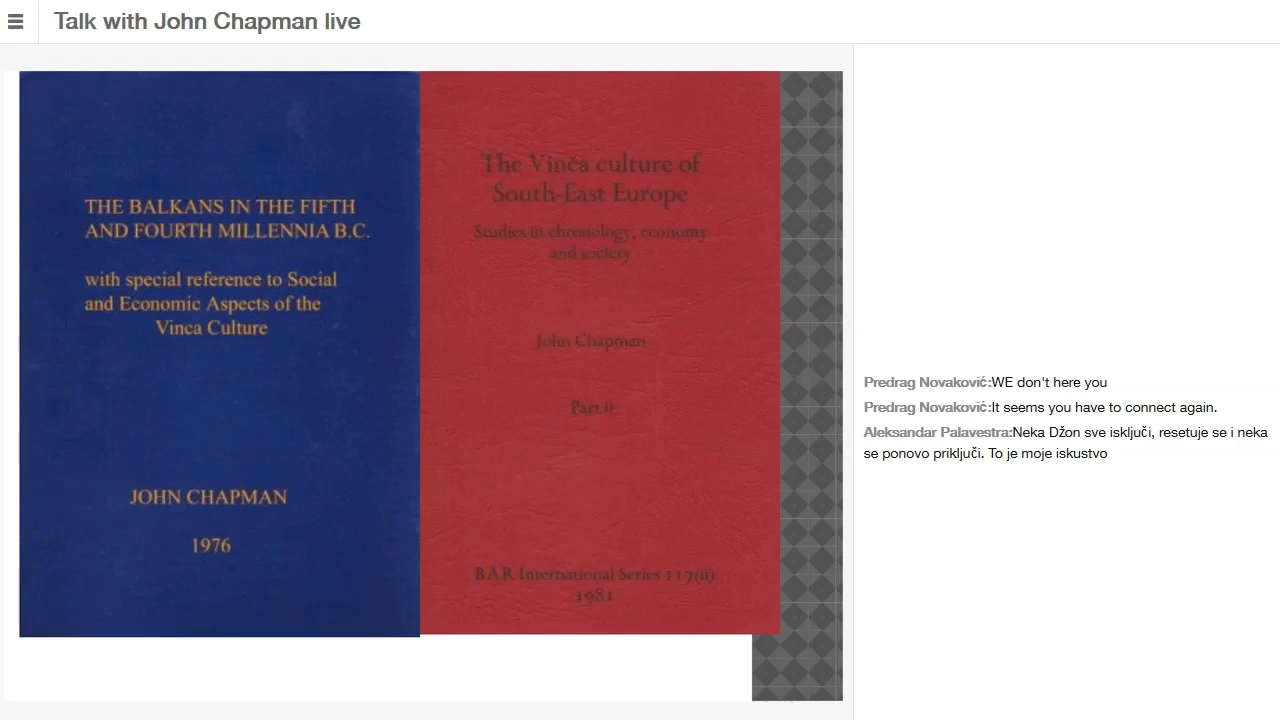 Talk with John Chapman live
THE BALKANS IN THE FIFTH
AND FOURTH MILLENNIA B.C.
with special reference to Social
and Economic Aspects of the
Vinca Culture
JOHN CHAPMAN
1976
The Vinča culture of
South-East Europe
Studies in chronology, economy
and society
John Chapman
Part ii
BAR International Series 117(ii)
1981
Predrag Novaković:WE don't here you
Predrag Novaković:It seems you have to connect again.
Aleksandar Palavestra:Neka Džon sve isključi, resetuje se i neka
se ponovo priključi. To je moje iskustvo